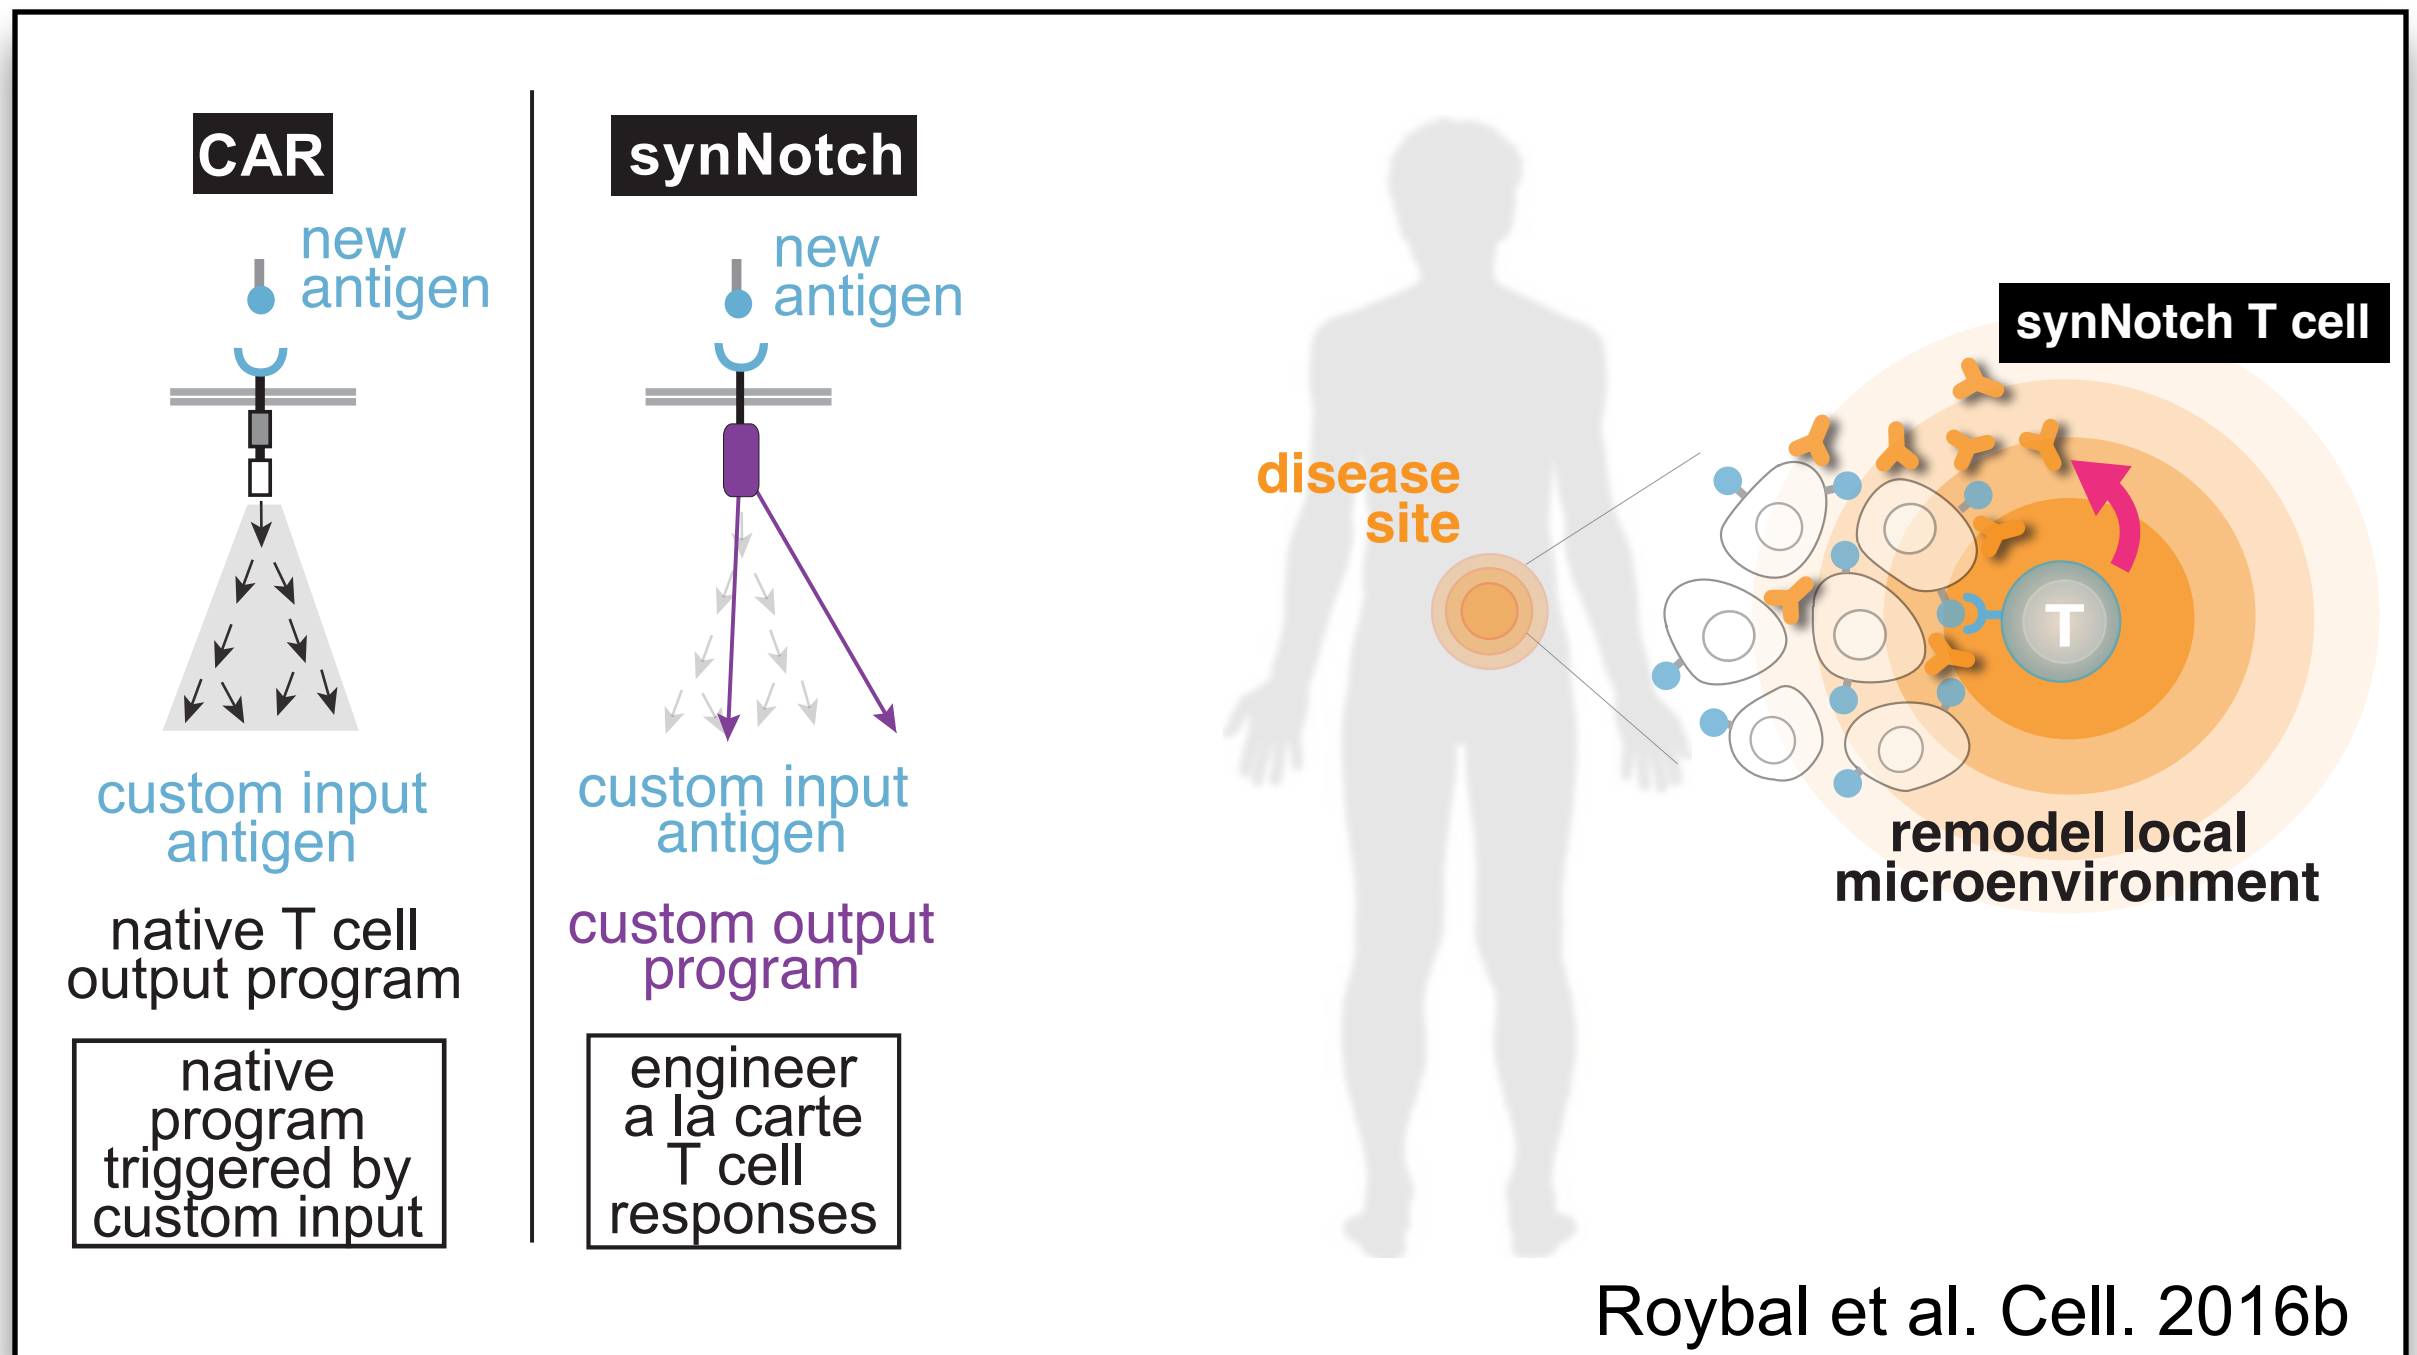 CAR
new
antigen
custom input
antigen
native T cell
output program
native
program
triggered by
custom input
synNotch
new
antigen
custom input
antigen
custom output
program
engineer
a la carte
T cell
responses
disease
site
synNotch T cell
T
remodel local
microenvironment
Roybal et al. Cell. 2016b